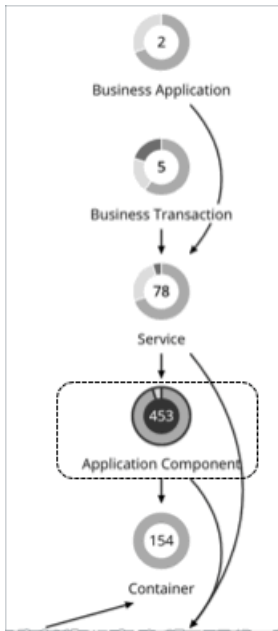 2
Business Application
5
Business Transaction
78
Service
453
Application Component
154
Container